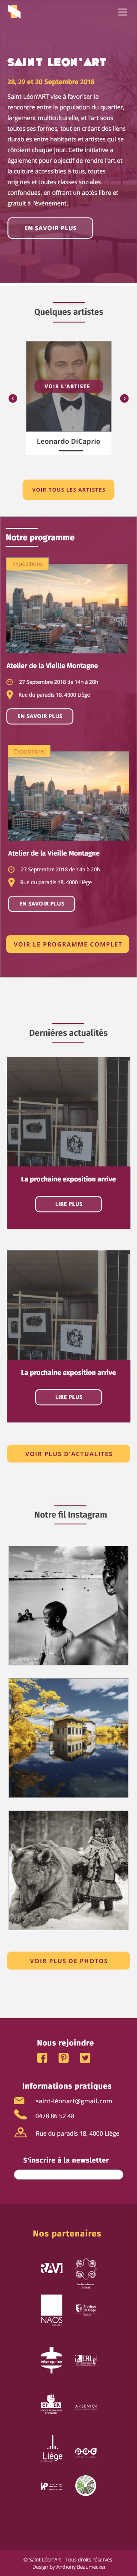 SAINT LEON'ART
28, 29 et 30 Septembre 2018
Saint-Léon'ART vise à favoriser la
rencontre entre la population du quartier,
largement multiculturelle, et l'art sous
toutes ses formes, tout en créant des liens
durables entre habitants et artistes qui se
côtoient chaque jour. Cette initiative a
également pour objectif de rendre l'art et
la culture accessibles à tous, toutes
origines et toutes classes sociales
confondues, en offrant un libre accès et
gratuit à l'évènement.
EN SAVOIR PLUS
Quelques artistes
VOIR L'ARTISTE
Leonardo DiCaprio
VOIR TOUS LES ARTISTES
Notre programme
Expositions
Atelier de la Vieille Montagne
27 Septembre 2018 de 14h à 20h
Rue du paradis 18, 4000 Liège
EN SAVOIR PLUS
Expositions
Atelier de la Vieille Montagne
27 Septembre 2018 de 14h à 20h
Rue du paradis 18, 4000 Liège
EN SAVOIR PLUS
VOIR LE PROGRAMME COMPLET
Dernières actualités
La prochaine exposition arrive
LIRE PLUS
La prochaine exposition arrive
LIRE PLUS
VOIR PLUS D'ACTUALITES
Notre fil Instagram
VOIR PLUS DE PHOTOS
Nous rejoindre
Informations pratiques
saint-léonart@gmail.com
0478 86 52 48
Rue du paradis 18, 4000 Liège
S'inscrire à la newsletter
Nos partenaires
RAVI
NAOS
Province
de Liège
ARSENIC2
Liège
© Saint Léon'Art - Tous droits réservés.
Design by Anthony Beaumecker